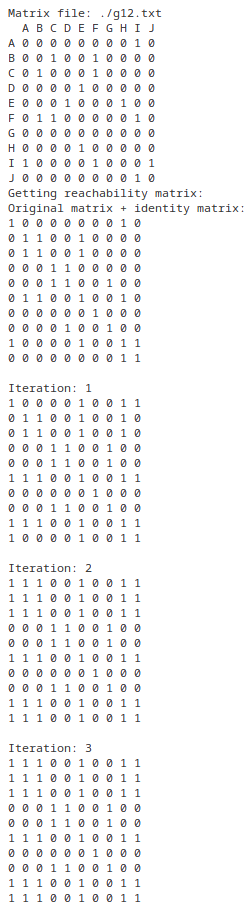 Matrix file: ./g12.txt
A B C D E F G H I J
A 0 0 0 0 0 0 0 0 1 0
B 0 0 1 0 0 1 0 0 0 0
C 0 1 0 0 0 1 0 0 0 0
D 0 0 0 0 1 0 0 0 0 0
E 0 0 0 1 0 0 0 1 0 0
F 0 1 1 0 0 0 0 0 1 0
G 0 0 0 0 0 0 0 0 0 0
H 0 0 0 0 1 0 0 0 0 0
I 1 0 0 0 0 1 0 0 0 1
J 0 0 0 0 0 0 0 0 1 0
Getting reachability matrix:
Original matrix + identity matrix:
1 0 0 0 0 0 0 0 1 0
0 1 1 0 0 1 0 0 0 0
0 1 1 0 0 1 0 0 0 0
0 0 0 1 1 0 0 0 0 0
0 0 0 1 1 0 0 1 0 0
0 1 1 0 0 1 0 0 1 0
0 0 0 0 0 0 1 0 0 0
0 0 0 0 1 0 0 1 0 0
1 0 0 0 0 1 0 0 1 1
0 0 0 0 0 0 0 0 1 1
Iteration: 1
1 0 0 0 0 1 0 0 1 1
0 1 1 0 0 1 0 0 1 0
0 1 1 0 0 1 0 0 1 0
0 0 0 1 1 0 0 1 0 0
0 0 0 1 1 0 0 1 0 0
1 1 1 0 0 1 0 0 1 1
0 0 0 0 0 0 1 0 0 0
0 0 0 1 1 0 0 1 0 0
1 1 1 0 0 1 0 0 1 1
1 0 0 0 0 1 0 0 1 1
Iteration: 2
1 1 1 0 0 1 0 0 1 1
1 1 1 0 0 1 0 0 1 1
1 1 1 0 0 1 0 0 1 1
0 0 0 1 1 0 0 1 0 0
0 0 0 1 1 0 0 1 0 0
1 1 1 0 0 1 0 0 1 1
0 0 0 0 0 0 1 0 0 0
0 0 0 1 1 0 0 1 0 0
1 1 1 0 0 1 0 0 1 1
1 1 1 0 0 1 0 0 1 1
Iteration: 3
1 1 1 0 0 1 0 0 1 1
1 1 1 0 0 1 0 0 1 1
1 1 1 0 0 1 0 0 1 1
0 0 0 1 1 0 0 1 0 0
0 0 0 1 1 0 0 1 0 0
1 1 1 0 0 1 0 0 1 1
0 0 0 0 0 0 1 0 0 0
0 0 0 1 1 0 0 1 0 0
1 1 1 0 0 1 0 0 1 1
1 1 1 0 0 1 0 0 1 1